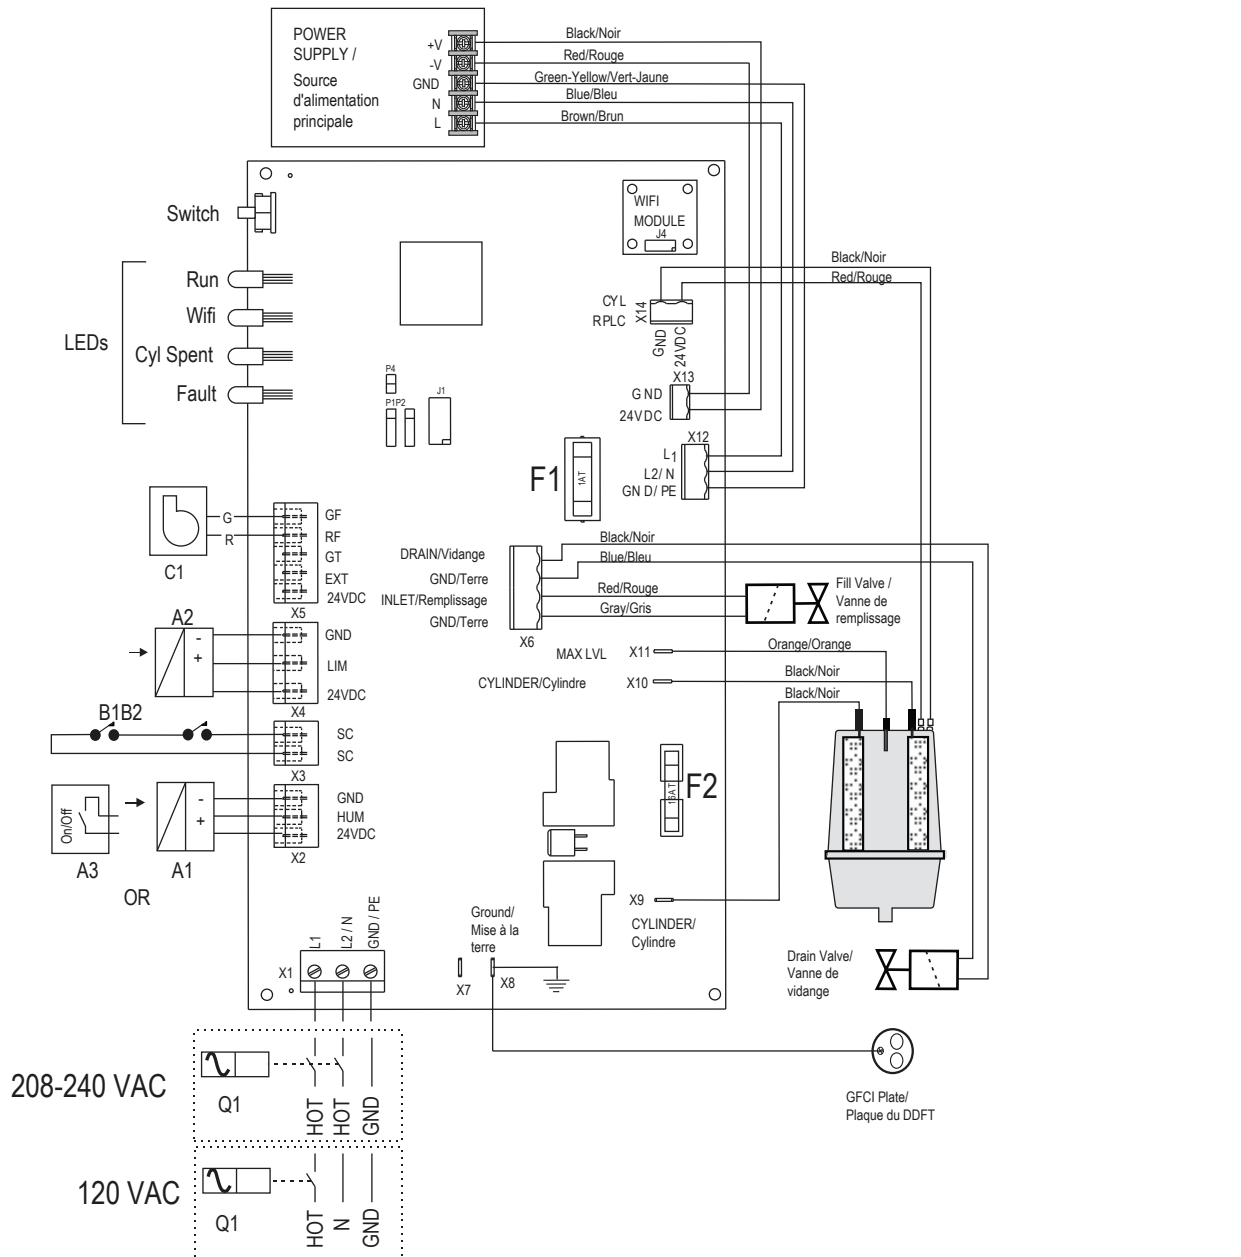 POWER
SUPPLY /
Source
d'alimentation
principale
+V
-V
GND
N
L
Black/Noir
Red/Rouge
Green-Yellow/Vert-Jaune
Blue/Bleu
Brown/Brun
Switch
LEDs
Run
Wifi
Cyl Spent
Fault
WIFI
MODULE
J4
Black/Noir
Red/Rouge
CYL
RPLC
X14
GND
24VDC
X13
GND
24VDC
X12
L1
L2/ N
GN D/ PE
P4
P1P2
J1
F1
1AT
C1
G
R
GF
RF
GT
EXT
24VDC
X5
DRAIN/Vidange
GND/Terre
INLET/Remplissage
GND/Terre
X6
Black/Noir
Blue/Bleu
Red/Rouge
Gray/Gris
Fill Valve /
Vanne de
remplissage
A2
-
+
GND
LIM
24VDC
X4
MAX LVL
X11
Orange/Orange
CYLINDER/Cylindre
X10
Black/Noir
Black/Noir
B1B2
SC
SC
X3
On/Off
A3
OR
-
+
A1
GND
HUM
24VDC
X2
F2
16AT
X9
CYLINDER/
Cylindre
Ground/
Mise à la
terre
X7
X8
L1
L2 / N
GND / PE
X1
Drain Valve/
Vanne de
vidange
GFCI Plate/
Plaque du DDFT
208-240 VAC
Q1
HOT
HOT
GND
120 VAC
Q1
HOT
N
GND